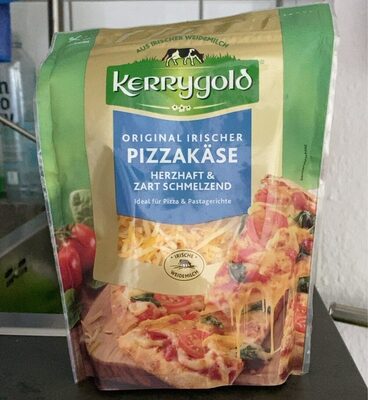 AUS IRISCHER WEIDEMILCH
Kerrygold
ORIGINAL IRISCHER
PIZZAKÄSE
HERZHAFT &
ZART SCHMELZEND
Ideal für Pizza & Pastagerichte
IRISCHE
WEIDEMILCH